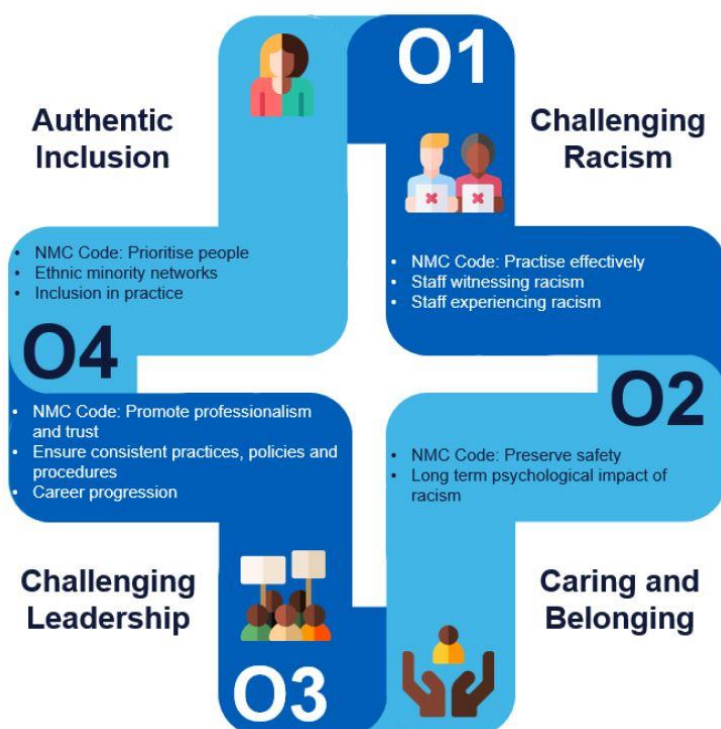 O1
Challenging
Racism
• NMC Code: Practise effectively
• Staff witnessing racism
• Staff experiencing racism
O2
• NMC Code: Preserve safety
• Long term psychological impact of
racism
Caring and
Belonging
O3
Challenging
Leadership
• NMC Code: Promote professionalism
and trust
• Ensure consistent practices, policies and
procedures
• Career progression
O4
Authentic
Inclusion
• NMC Code: Prioritise people
• Ethnic minority networks
• Inclusion in practice